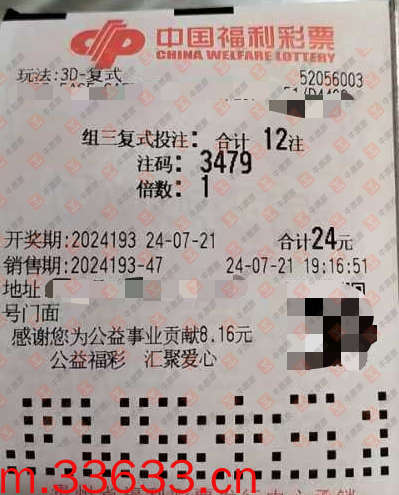 中国福利彩票
CHINA WELFARE LOTTERY
玩法:3D-复式 52056003
组三复式投注: 合计 12注
注码: 3479
倍数: 1
开奖期:2024193 24-07-21 合计24元
销售期:2024193-47 24-07-21 19:16:51
地址:
号门面
感谢您为公益事业贡献8.16元
公益福彩 汇聚爱心
m.33633.cn